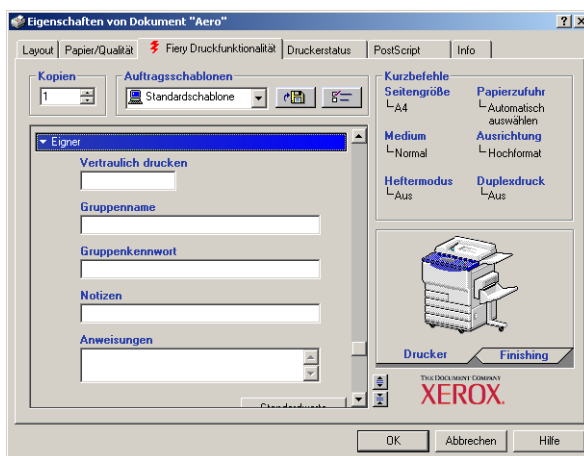 Eigenschaften von Dokument "Aero"
Layout Papier/Qualität Fiery Druckfunktionalität Druckerstatus PostScript Info
Kopien
1
Auftragsschablonen
Standardschablone
Eigner
Vertraulich drucken
Gruppenname
Gruppenkennwort
Notizen
Anweisungen
Standardwerte
Kurzbefehle
Seitengröße Papierzufuhr
A4 Automatisch
auswählen
Medium Ausrichtung
Normal Hochformat
Heftermodus Duplexdruck
Aus Aus
Drucker Finishing
THE DOCUMENT COMPANY
XEROX.
OK Abbrechen Hilfe